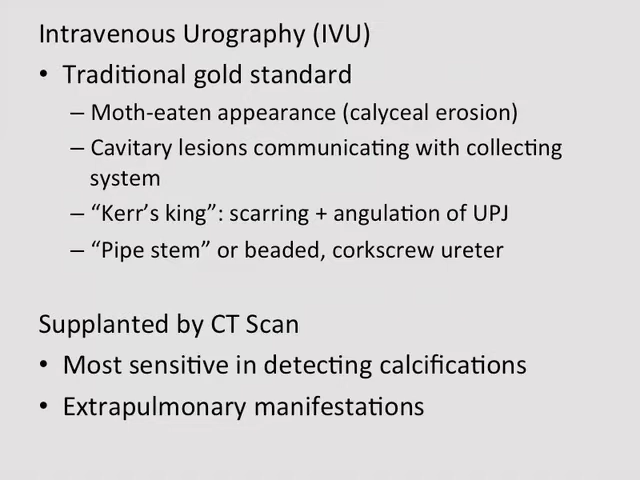 Intravenous Urography (IVU)
• Traditional gold standard
– Moth-eaten appearance (calyceal erosion)
– Cavitary lesions communicating with collecting
system
– “Kerr’s king”: scarring + angulation of UPJ
– “Pipe stem” or beaded, corkscrew ureter
Supplanted by CT Scan
• Most sensitive in detecting calcifications
• Extrapulmonary manifestations